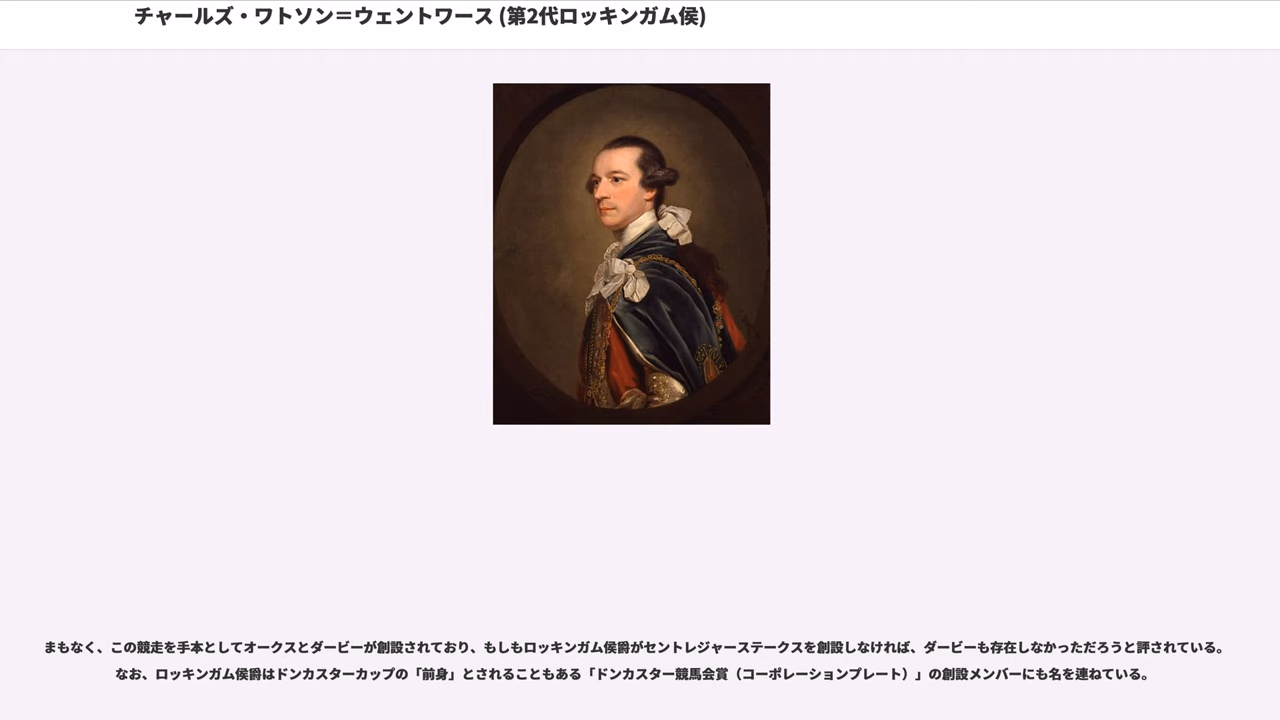 チャールズ・ワトソン＝ウェントワース (第2代ロッキンガム侯)
まもなく、この競走を手本としてオークスとダービーが創設されており、もしもロッキンガム侯爵がセントレジャーステークスを創設しなければ、ダービーも存在しなかっただろうと評されている。
なお、ロッキンガム侯爵はドンカスターカップの「前身」とされることもある「ドンカスター競馬会賞（コーポレーションプレート）」の創設メンバーにも名を連ねている。